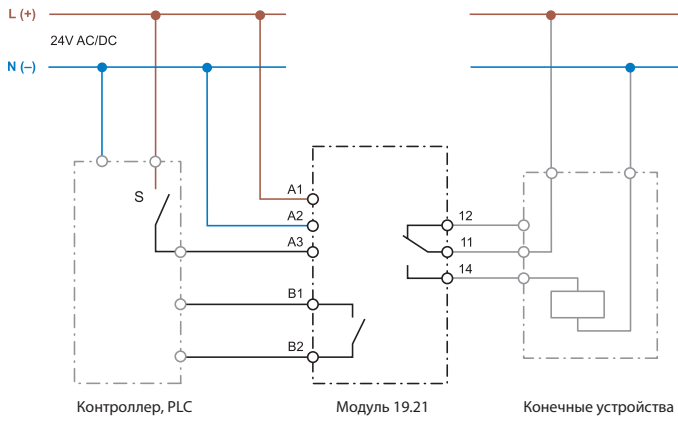 L (+)
24V AC/DC
N (–)
S
A1
A2
A3
B1
B2
12
11
14
Контроллер, PLC
Модуль 19.21
Конечные устройства